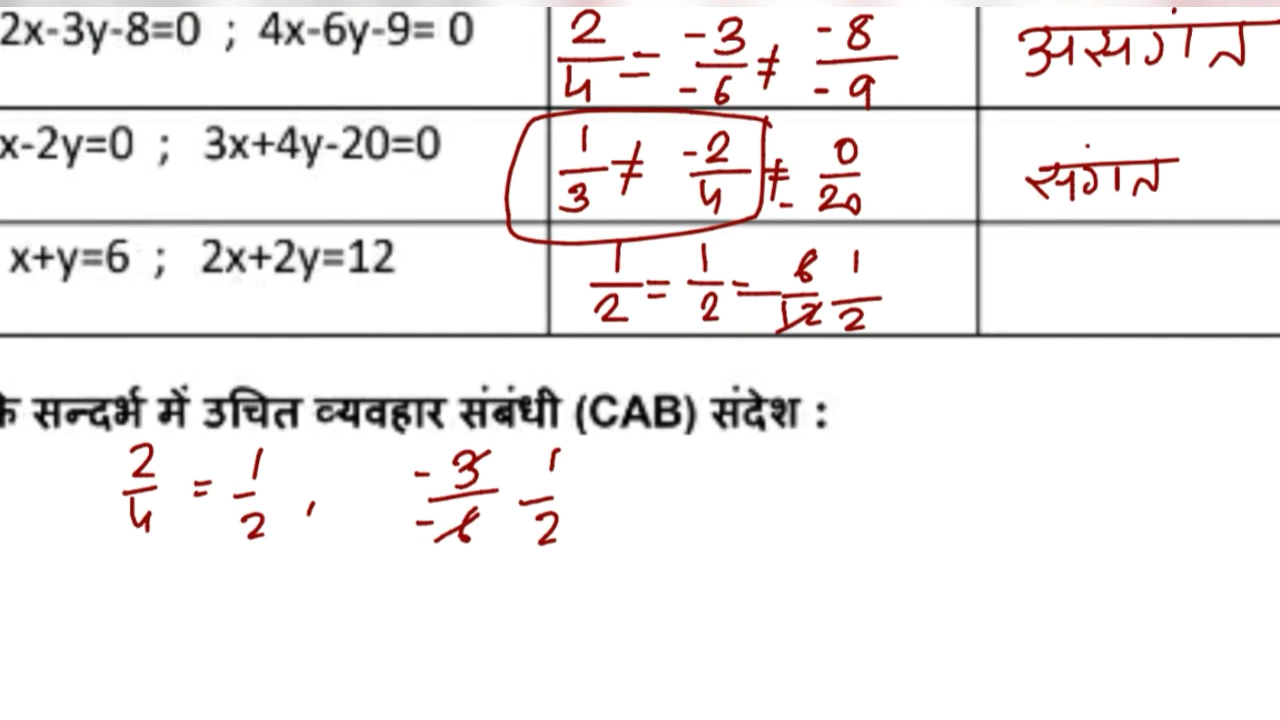 2x-3y-8=0 ; 4x-6y-9= 0 2/4 = -3/-6 ≠ -8/-9 असंगत
x-2y=0 ; 3x+4y-20=0 1/3 ≠ -2/4 ≠ 0/-20 संगत
x+y=6 ; 2x+2y=12 1/2 = 1/2 = 6/12 1/2
के सन्दर्भ में उचित व्यवहार संबंधी (CAB) संदेश :
2/4 = 1/2 , -3/-6 1/2